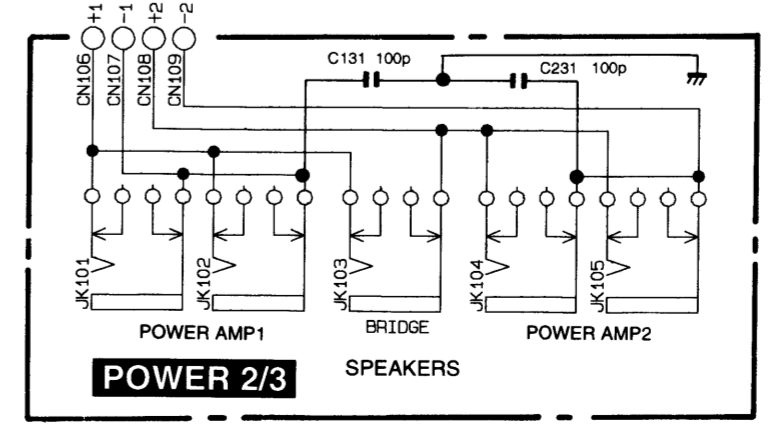 +1 -1 +2 -2
CN106 CN107 CN108 CN109
C131 100p
C231 100p
JK101 JK102 JK103 JK104 JK105
POWER AMP1 BRIDGE POWER AMP2
SPEAKERS
POWER 2/3